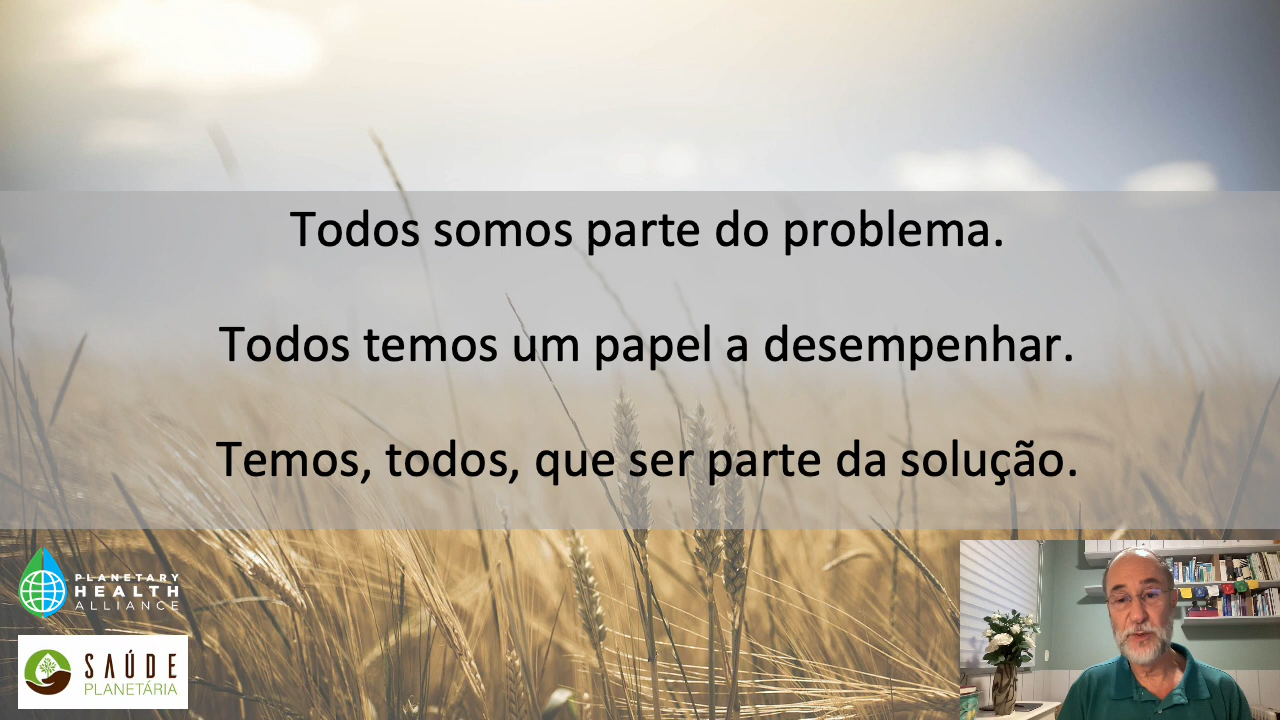 Todos somos parte do problema.
Todos temos um papel a desempenhar.
Temos, todos, que ser parte da solução.
PLANETARY
HEALTH
ALLIANCE
SAÚDE
PLANETÁRIA